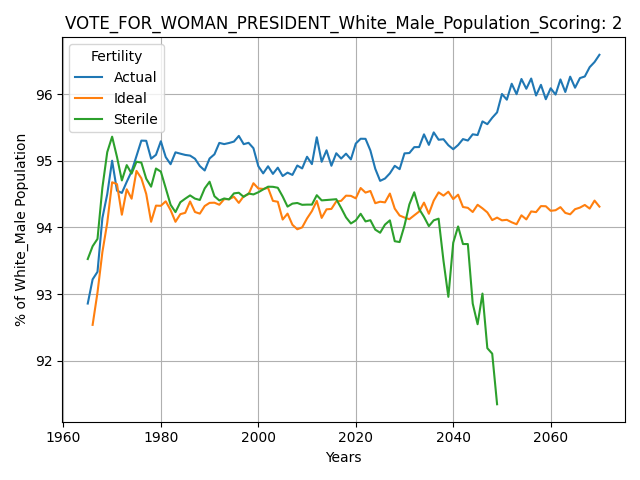 VOTE_FOR_WOMAN_PRESIDENT_White_Male_Population_Scoring: 2
Fertility
Actual
Ideal
Sterile
% of White_Male Population
96
95
94
93
92
1960
1980
2000
2020
2040
2060
Years